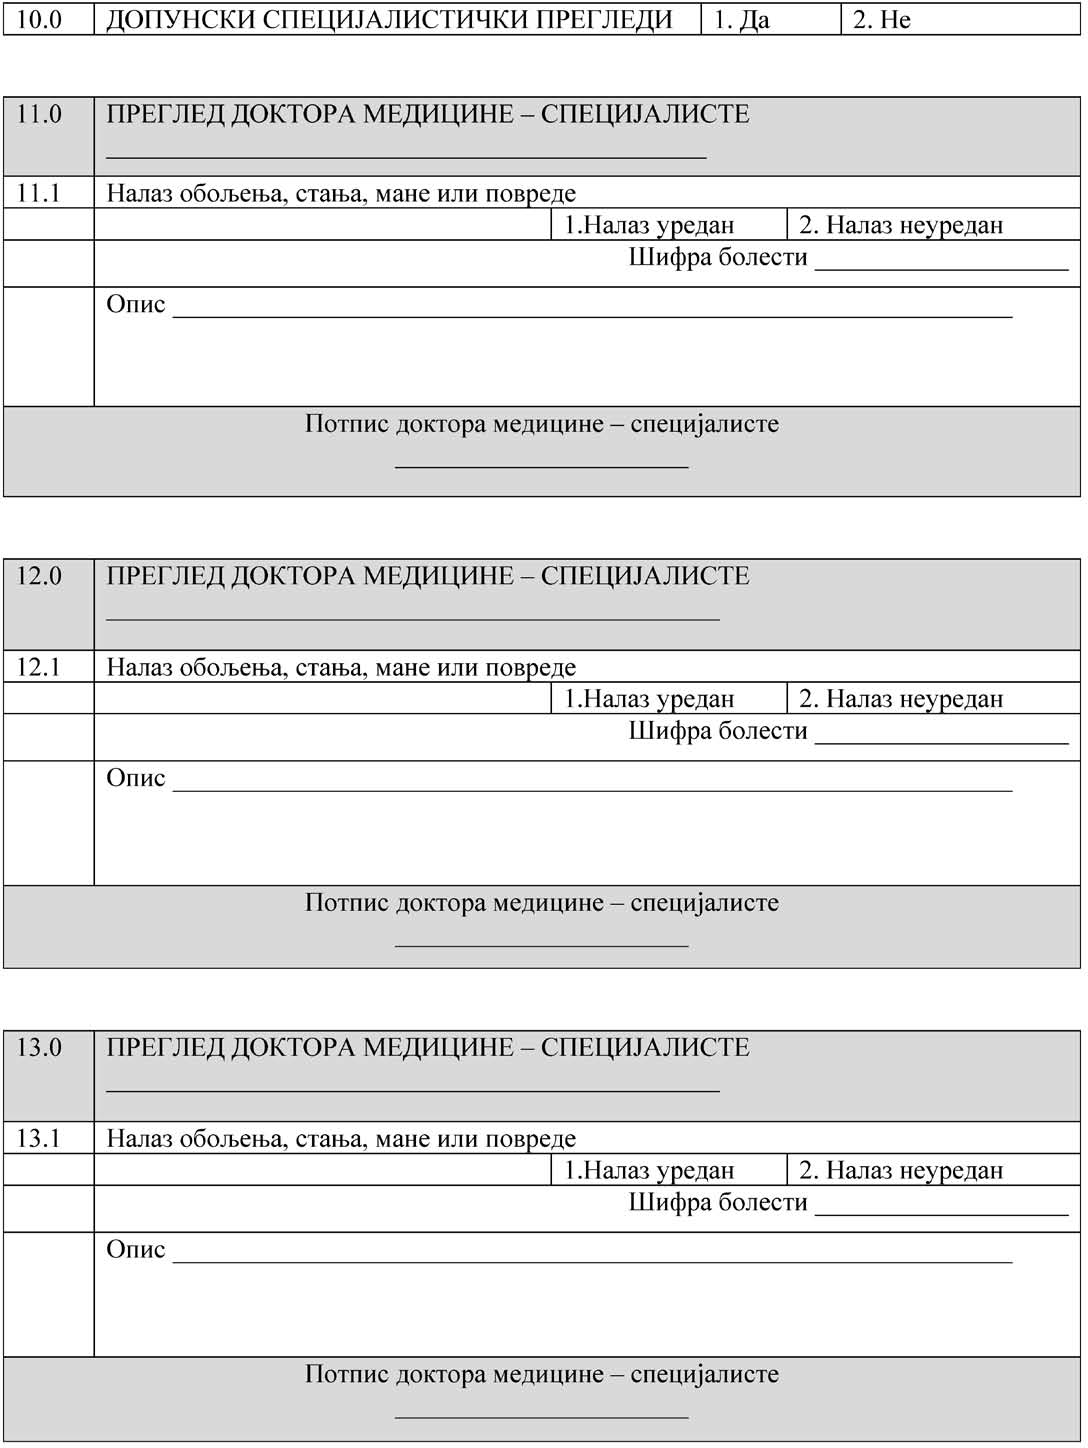 10.0 ДОПУНСКИ СПЕЦИЈАЛИСТИЧКИ ПРЕГЛЕДИ 1. Да 2. Не
11.0 ПРЕГЛЕД ДОКТОРА МЕДИЦИНЕ – СПЕЦИЈАЛИСТЕ
11.1 Налаз обољења, стања, мане или повреде
1.Налаз уредан 2. Налаз неуредан
Шифра болести
Опис
Потпис доктора медицине – специјалисте
12.0 ПРЕГЛЕД ДОКТОРА МЕДИЦИНЕ – СПЕЦИЈАЛИСТЕ
12.1 Налаз обољења, стања, мане или повреде
1.Налаз уредан 2. Налаз неуредан
Шифра болести
Опис
Потпис доктора медицине – специјалисте
13.0 ПРЕГЛЕД ДОКТОРА МЕДИЦИНЕ – СПЕЦИЈАЛИСТЕ
13.1 Налаз обољења, стања, мане или повреде
1.Налаз уредан 2. Налаз неуредан
Шифра болести
Опис
Потпис доктора медицине – специјалисте